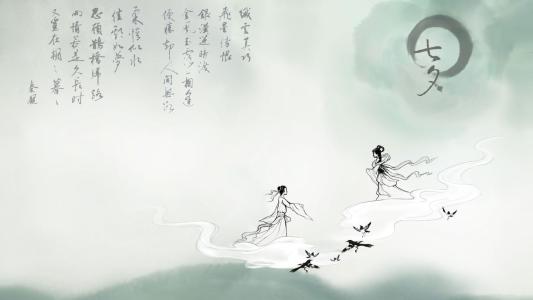 七夕
纖雲弄巧
飛星傳恨
銀漢迢迢暗渡
金風玉露一相逢
便勝卻人間無數
柔情似水
佳期如夢
忍顧鵲橋歸路
兩情若是久長時
又豈在朝々暮々
秦觀